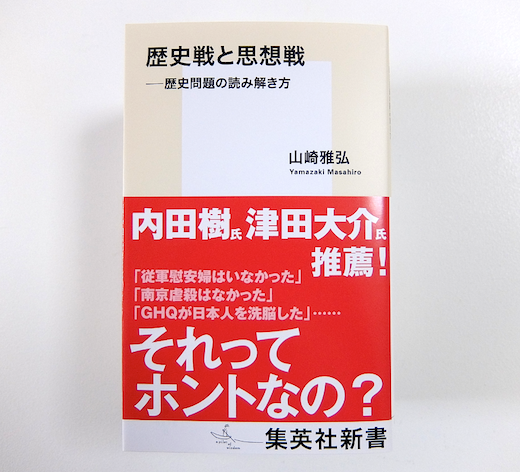 歴史戦と思想戦
──歴史問題の読み解き方
山崎雅弘
Yamazaki Masahiro
内田樹氏 津田大介氏
推薦!
「従軍慰安婦はいなかった」
「南京虐殺はなかった」
「GHQが日本人を洗脳した」……
それって
ホントなの?
集英社新書